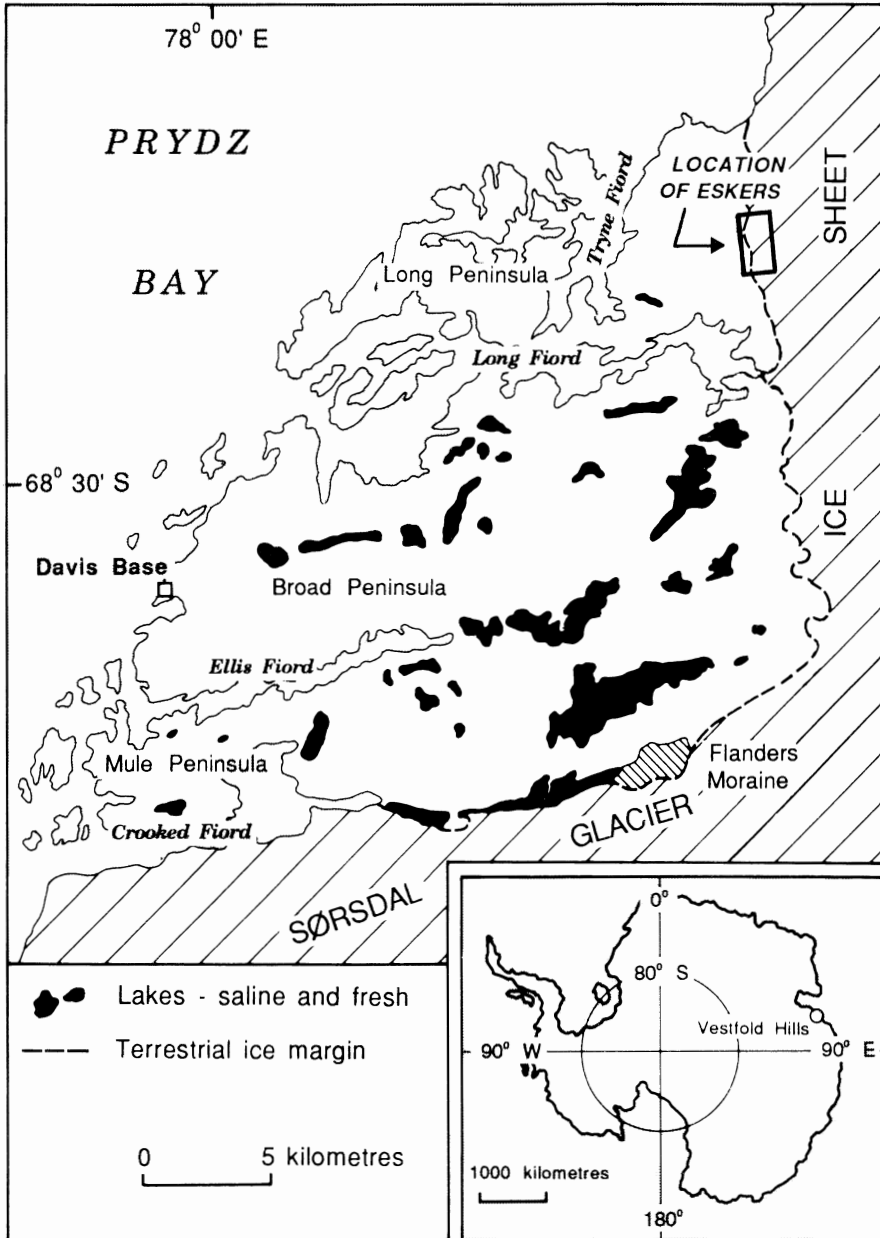 78° 00' E
PRYDZ
BAY
LOCATION
OF ESKERS
SHEET
ICE
Tryne Fiord
Long Peninsula
Long Fiord
68° 30' S
Davis Base
Broad Peninsula
Ellis Fiord
Mule Peninsula
Crooked Fiord
Flanders
Moraine
SØRSDAL
GLACIER
Lakes - saline and fresh
Terrestrial ice margin
0 5 kilometres
0°
80° S
Vestfold Hills
90° W
90° E
1000 kilometres
180°